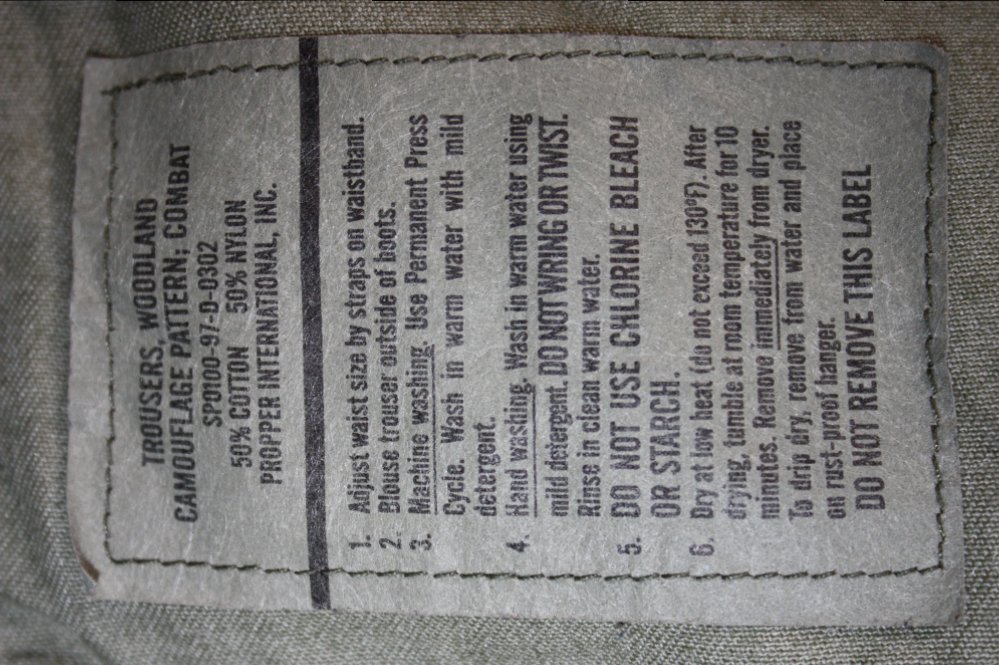 TROUSERS, WOODLAND
CAMOUFLAGE PATTERN; COMBAT
SPO100-97-D-0302
50% COTTON 50% NYLON
PROPPER INTERNATIONAL, INC.
1. Adjust waist size by straps on waistband.
2. Blouse trouser outside of boots.
3. Machine washing. Use Permanent Press
Cycle. Wash in warm water with mild
detergent.
4. Hand washing. Wash in warm water using
mild detergent. DO NOT WRING OR TWIST.
Rinse in clean warm water.
5. DO NOT USE CHLORINE BLEACH
OR STARCH.
6. Dry at low heat (do not exceed 130°F). After
drying, tumble at room temperature for 10
minutes. Remove immediately from dryer.
To drip dry, remove from water and place
on rust-proof hanger.
DO NOT REMOVE THIS LABEL